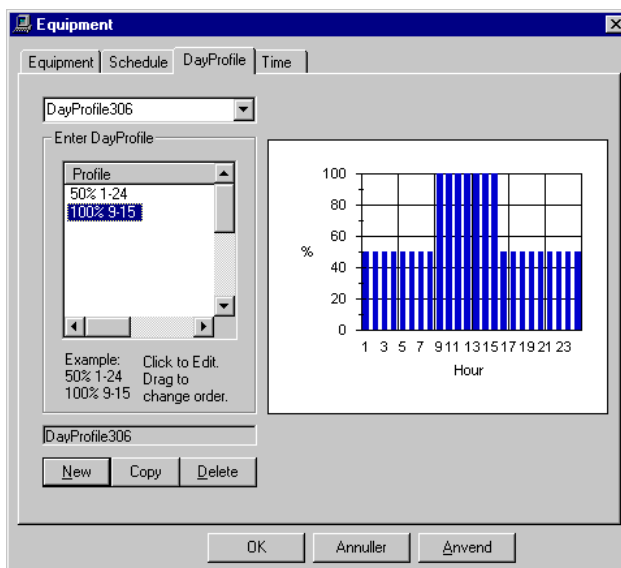 Equipment
Equipment Schedule DayProfile Time
DayProfile306
Enter DayProfile
Profile
50% 1-24
100% 9-15
Example:
50% 1-24
100% 9-15
Click to Edit.
Drag to
change order.
DayProfile306
New Copy Delete
100
80
60
%
40
20
0
1 3 5 7 9 11 13 15 17 19 21 23
Hour
OK Annuller Anvend